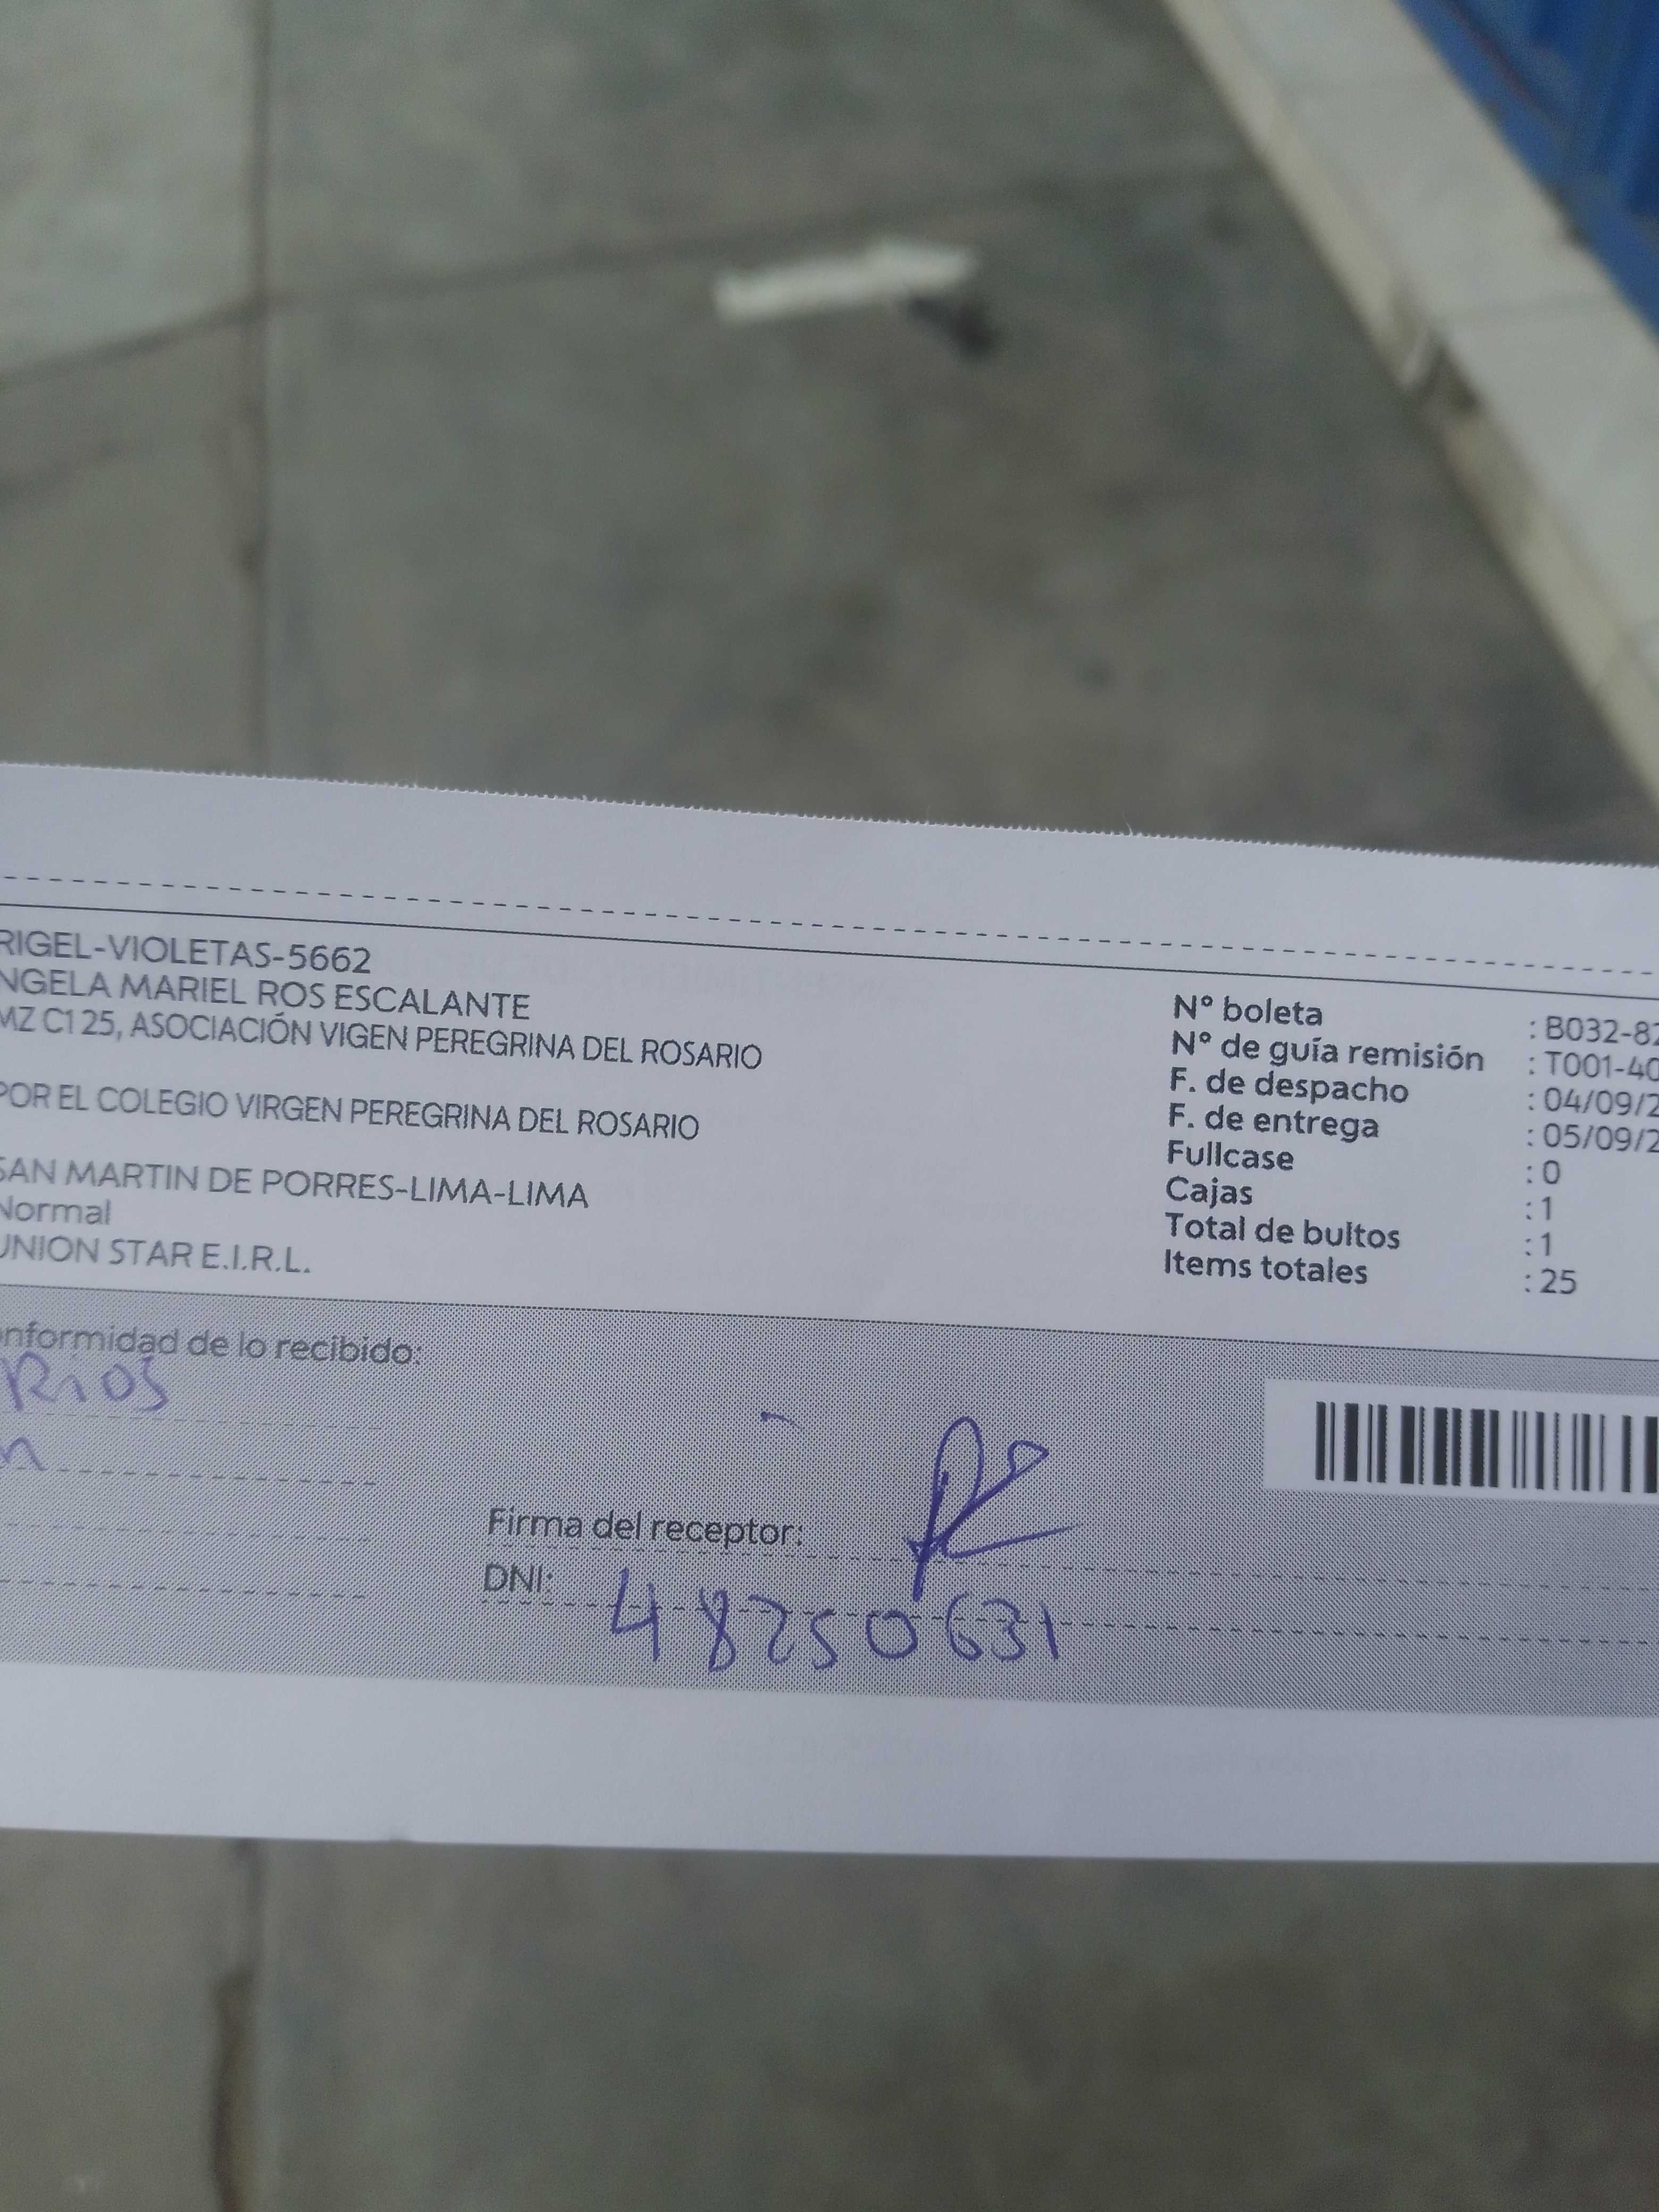 RIGEL-VIOLETAS-5662
NGELA MARIEL ROS ESCALANTE
MZ C1 25, ASOCIACIÓN VIGEN PEREGRINA DEL ROSARIO
POR EL COLEGIO VIRGEN PEREGRINA DEL ROSARIO
SAN MARTIN DE PORRES-LIMA-LIMA
Normal
UNION STAR E.I.R.L.
Nº boleta : B032-82
Nº de guía remisión : T001-40
F. de despacho : 04/09/2
F. de entrega : 05/09/2
Fullcase : 0
Cajas : 1
Total de bultos : 1
Items totales : 25
onformidad de lo recibido:
Rios
n
Firma del receptor:
DNI: 48250631